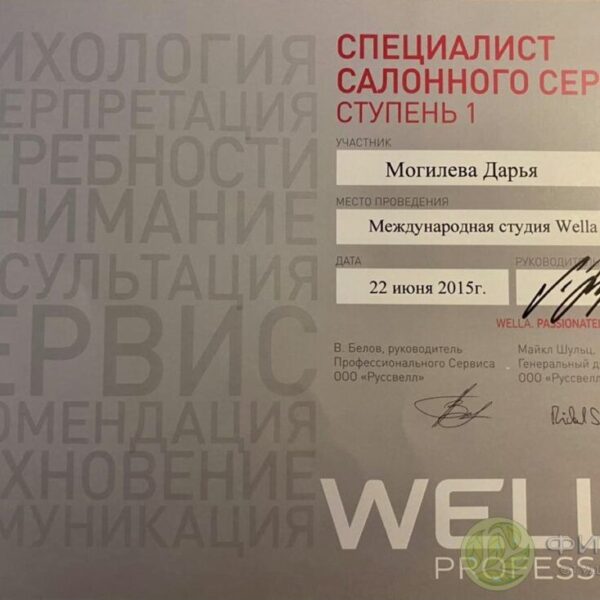 ИХОЛОГИЯ
ЕРПРЕТАЦИЯ
ТРЕБНОСТИ
НИМАНИЕ
СУЛЬТАЦИЯ
ЕРВИС
ОМЕНДАЦИЯ
ХНОВЕНИЕ
МУНИКАЦИЯ
СПЕЦИАЛИСТ
САЛОННОГО СЕР
СТУПЕНЬ 1
УЧАСТНИК
Могилева Дарья
МЕСТО ПРОВЕДЕНИЯ
Международная студия Wella
ДАТА
РУКОВОДИТЕ
22 июня 2015г.
WELLA. PASSIONATE
В. Белов, руководитель
Профессионального Сервиса
ООО «Руссвелл»
Майкл Шульц,
Генеральный д
ООО «Руссвелл
WELL
PROFESS